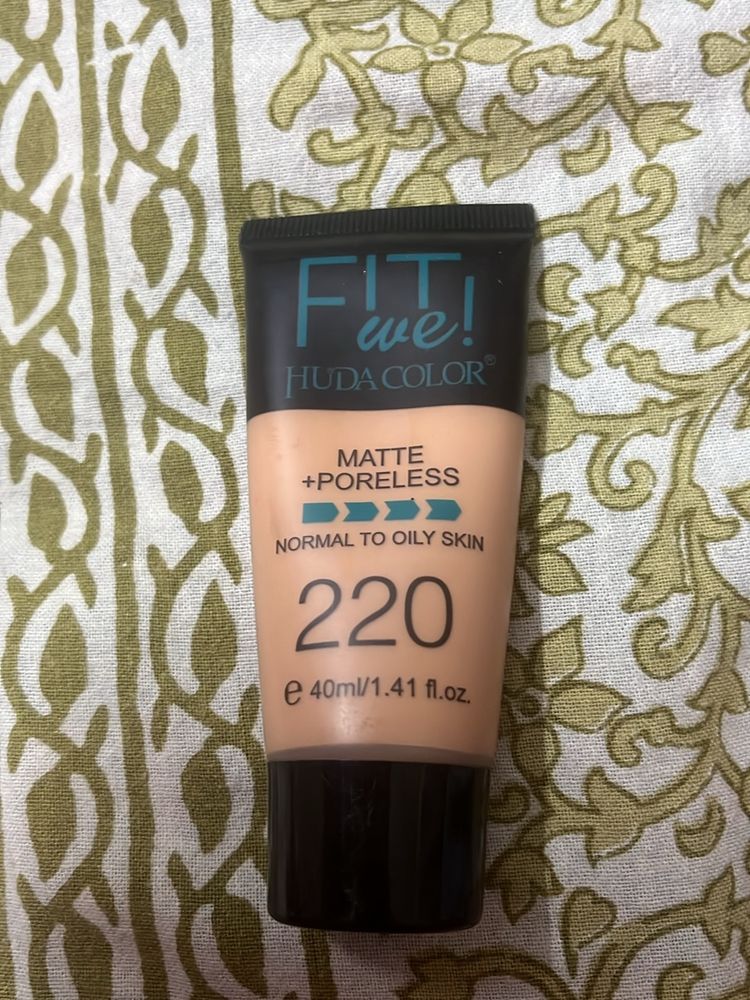 FIT
we!
HUDA COLOR®
MATTE
+PORELESS
NORMAL TO OILY SKIN
220
e 40ml/1.41 fl.oz.